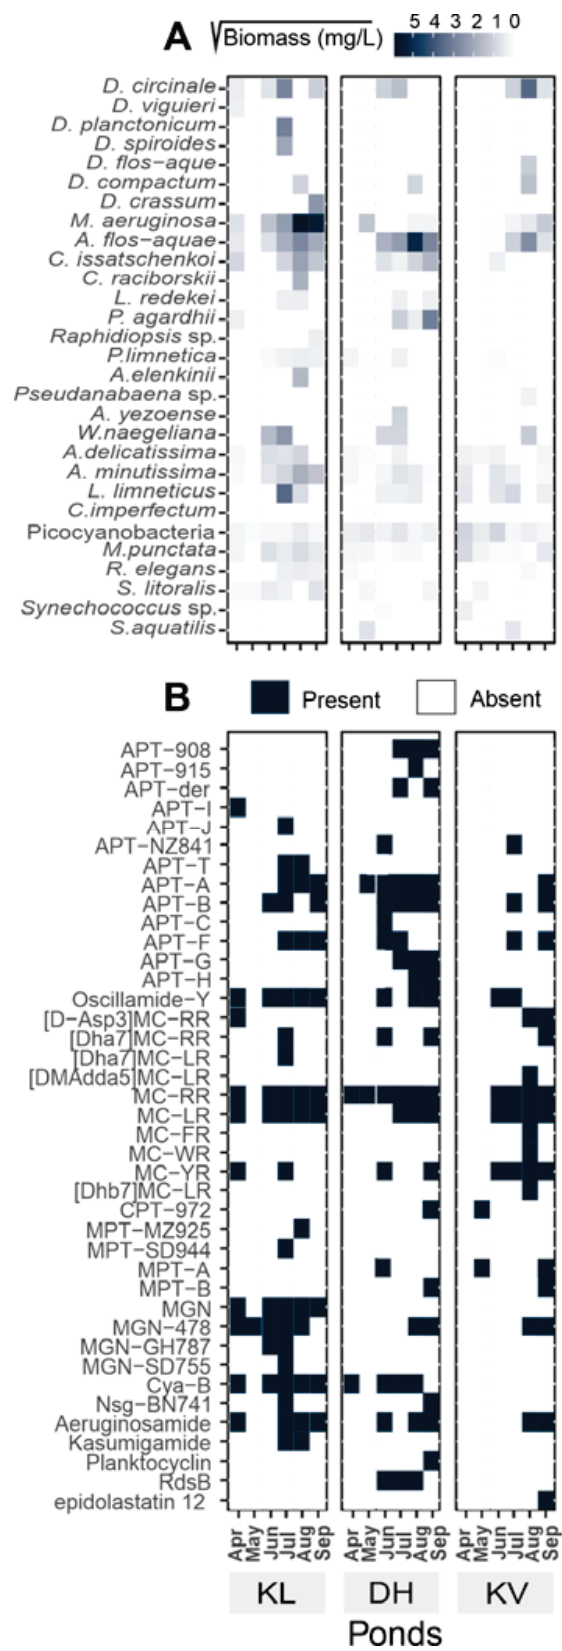 A √Biomass (mg/L) 5 4 3 2 1 0
D. circinale
D. viguieri
D. planctonicum
D. spiroides
D. flos-aque
D. compactum
D. crassum
M. aeruginosa
A. flos-aquae
C. issatschenkoi
C. raciborskii
L. redekei
P. agardhii
Raphidiopsis sp.
P.limnetica
A.elenkinii
Pseudanabaena sp.
A. yezoense
W.naegeliana
A.delicatissima
A. minutissima
L. limneticus
C.imperfectum
Picocyanobacteria
M.punctata
R. elegans
S. litoralis
Synechococcus sp.
S.aquatilis
B Present Absent
APT-908
APT-915
APT-der
APT-I
APT-J
APT-NZ841
APT-T
APT-A
APT-B
APT-C
APT-F
APT-G
APT-H
Oscillamide-Y
[D-Asp3]MC-RR
[Dha7]MC-RR
[Dha7]MC-LR
[DMAdda5]MC-LR
MC-RR
MC-LR
MC-FR
MC-WR
MC-YR
[Dhb7]MC-LR
CPT-972
MPT-MZ925
MPT-SD944
MPT-A
MPT-B
MGN
MGN-478
MGN-GH787
MGN-SD755
Cya-B
Nsg-BN741
Aeruginosamide
Kasumigamide
Planktocyclin
RdsB
epidolastatin 12
Apr May Jun Jul Aug Sep Apr May Jun Jul Aug Sep Apr May Jun Jul Aug Sep
KL DH KV
Ponds